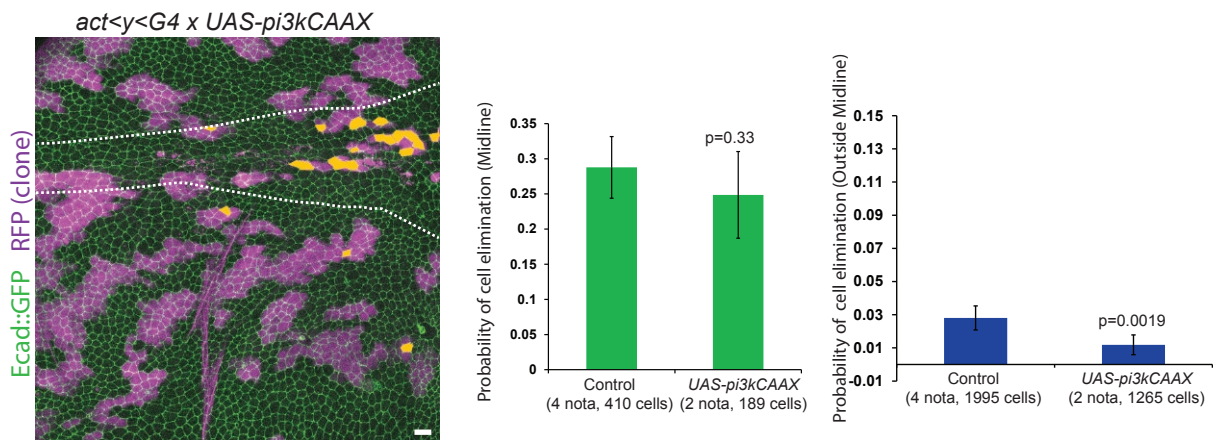 act<y<G4 x UAS-pi3kCAAX
Ecad::GFP RFP (clone)
Probability of cell elimination (Midline)
0.35
0.3
0.25
0.2
0.15
0.1
0.05
0
p=0.33
Control
(4 nota, 410 cells)
UAS-pi3kCAAX
(2 nota, 189 cells)
Probability of cell elimination (Outside Midline)
0.15
0.13
0.11
0.09
0.07
0.05
0.03
0.01
-0.01
p=0.0019
Control
(4 nota, 1995 cells)
UAS-pi3kCAAX
(2 nota, 1265 cells)